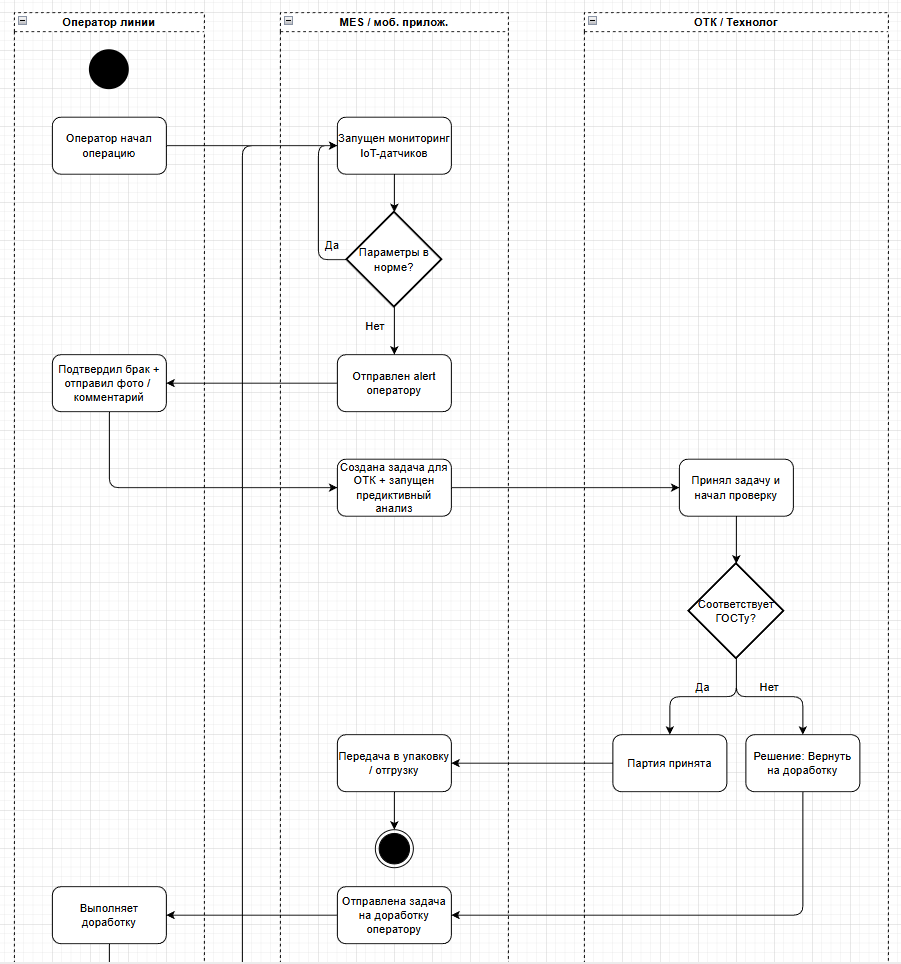 Оператор линии
MES / моб. прилож.
ОТК / Технолог
Оператор начал
операцию
Запущен мониторинг
IoT-датчиков
Да
Параметры в
норме?
Нет
Подтвердил брак +
отправил фото /
комментарий
Отправлен alert
оператору
Создана задача для
ОТК + запущен
предиктивный
анализ
Принял задачу и
начал проверку
Соответствует
ГОСТу?
Да
Нет
Передача в упаковку
/ отгрузку
Партия принята
Решение: Вернуть
на доработку
Выполняет
доработку
Отправлена задача
на доработку
оператору